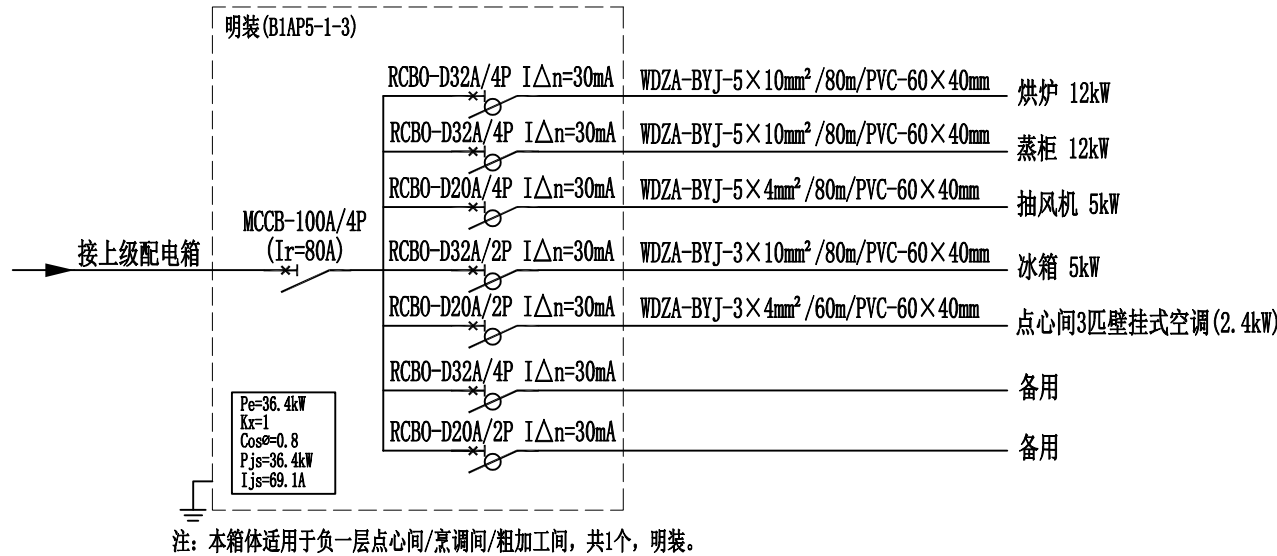 明装(B1AP5-1-3)
RCBO-D32A/4P I△n=30mA WDZA-BYJ-5×10mm²/80m/PVC-60×40mm 烘炉 12kW
RCBO-D32A/4P I△n=30mA WDZA-BYJ-5×10mm²/80m/PVC-60×40mm 蒸柜 12kW
RCBO-D20A/4P I△n=30mA WDZA-BYJ-5×4mm²/80m/PVC-60×40mm 抽风机 5kW
MCCB-100A/4P
(Ir=80A)
接上级配电箱
RCBO-D32A/2P I△n=30mA WDZA-BYJ-3×10mm²/80m/PVC-60×40mm 冰箱 5kW
RCBO-D20A/2P I△n=30mA WDZA-BYJ-3×4mm²/60m/PVC-60×40mm 点心间3匹壁挂式空调(2.4kW)
RCBO-D32A/4P I△n=30mA 备用
RCBO-D20A/2P I△n=30mA 备用
Pe=36.4kW
Kx=1
Cosø=0.8
Pjs=36.4kW
Ijs=69.1A
注: 本箱体适用于负一层点心间/烹调间/粗加工间，共1个，明装。